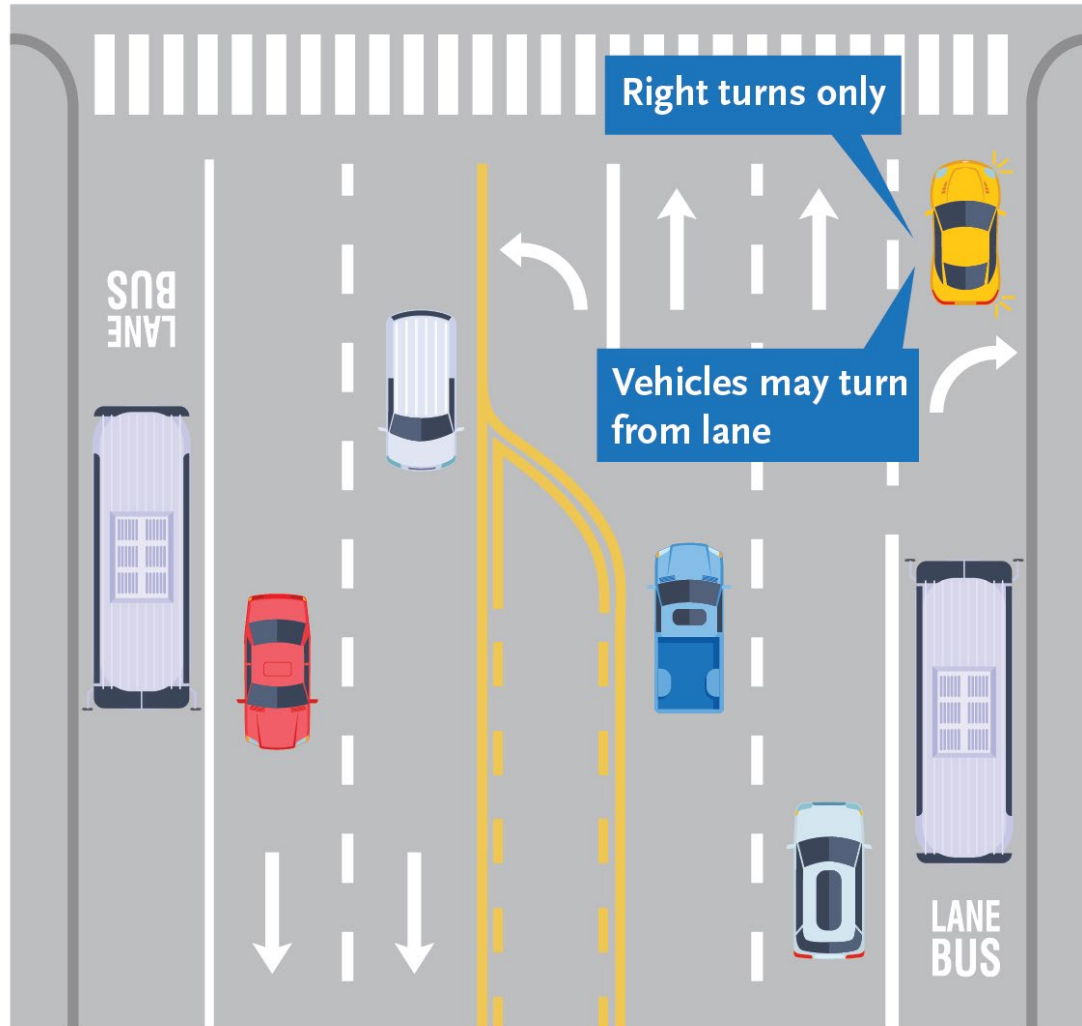 Right turns only
BUS
LANE
Vehicles may turn
from lane
LANE
BUS